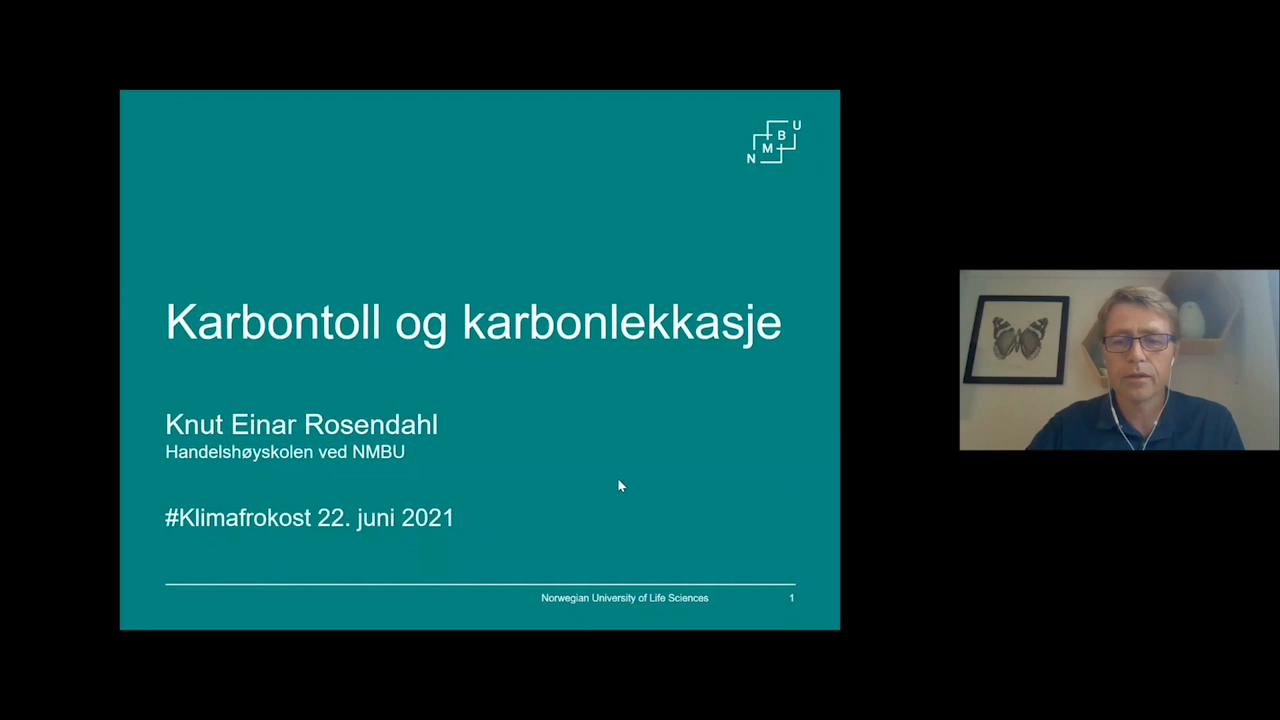 NMBU
Karbontoll og karbonlekkasje
Knut Einar Rosendahl
Handelshøyskolen ved NMBU
#Klimafrokost 22. juni 2021
Norwegian University of Life Sciences 1